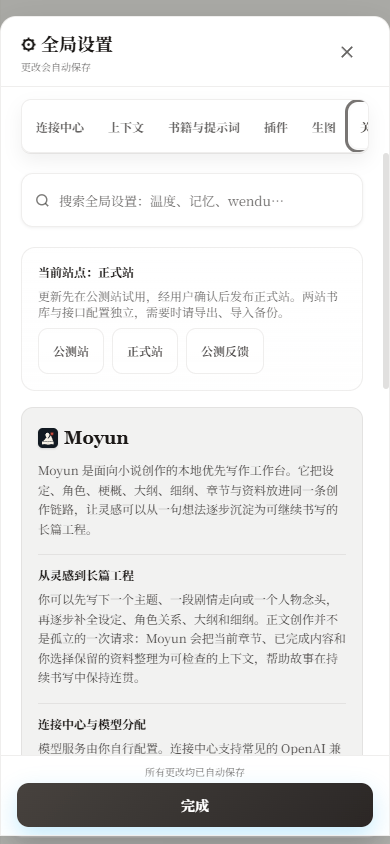 全局设置
更改会自动保存
连接中心 上下文 书籍与提示词 插件 生图
搜索全局设置：温度、记忆、wendu…
当前站点：正式站
更新先在公测站试用，经用户确认后发布正式站。两站书
库与接口配置独立，需要时请导出、导入备份。
公测站 正式站 公测反馈
Moyun
Moyun 是面向小说创作的本地优先写作工作台。它把设
定、角色、梗概、大纲、细纲、章节与资料放进同一条创
作链路，让灵感可以从一句想法逐步沉淀为可继续书写的
长篇工程。
从灵感到长篇工程
你可以先写下一个主题、一段剧情走向或一个人物念头，
再逐步补全设定、角色关系、大纲和细纲。正文创作并不
是孤立的一次请求：Moyun 会把当前章节、已完成内容和
你选择保留的资料整理为可检查的上下文，帮助故事在持
续书写中保持连贯。
连接中心与模型分配
模型服务由你自行配置。连接中心支持常见的 OpenAI 兼
所有更改均已自动保存
完成